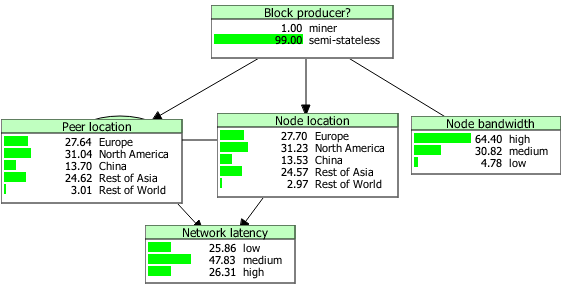 Block producer?
1.00 miner
99.00 semi-stateless
Peer location
27.64 Europe
31.04 North America
13.70 China
24.62 Rest of Asia
3.01 Rest of World
Node location
27.70 Europe
31.23 North America
13.53 China
24.57 Rest of Asia
2.97 Rest of World
Node bandwidth
64.40 high
30.82 medium
4.78 low
Network latency
25.86 low
47.83 medium
26.31 high